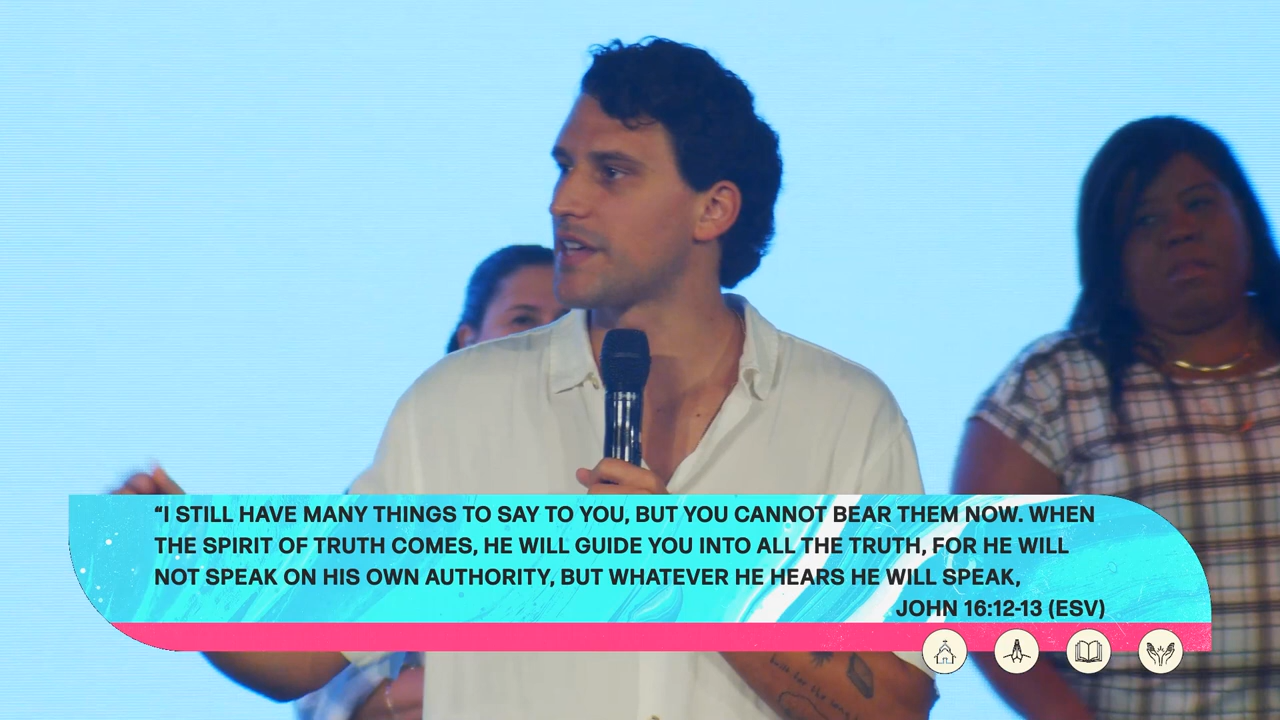 “I STILL HAVE MANY THINGS TO SAY TO YOU, BUT YOU CANNOT BEAR THEM NOW. WHEN
THE SPIRIT OF TRUTH COMES, HE WILL GUIDE YOU INTO ALL THE TRUTH, FOR HE WILL
NOT SPEAK ON HIS OWN AUTHORITY, BUT WHATEVER HE HEARS HE WILL SPEAK,
JOHN 16:12-13 (ESV)